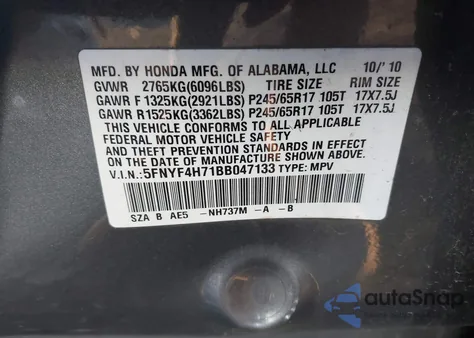 MFD. BY HONDA MFG. OF ALABAMA, LLC 10/'10
GVWR 2765KG(6096LBS) TIRE SIZE RIM SIZE
GAWR F 1325KG(2921LBS) P245/65R17 105T 17X7.5J
GAWR R 1525KG(3362LBS) P245/65R17 105T 17X7.5J
THIS VEHICLE CONFORMS TO ALL APPLICABLE
FEDERAL MOTOR VEHICLE SAFETY
AND THEFT PREVENTION STANDARDS IN EFFECT
ON THE DATE OF MANUFACTURE SHOWN ABOVE.
V.I.N.: 5FNYF4H71BB047133 TYPE: MPV
SZA B AE5 -NH737M -A -B
autoSnap